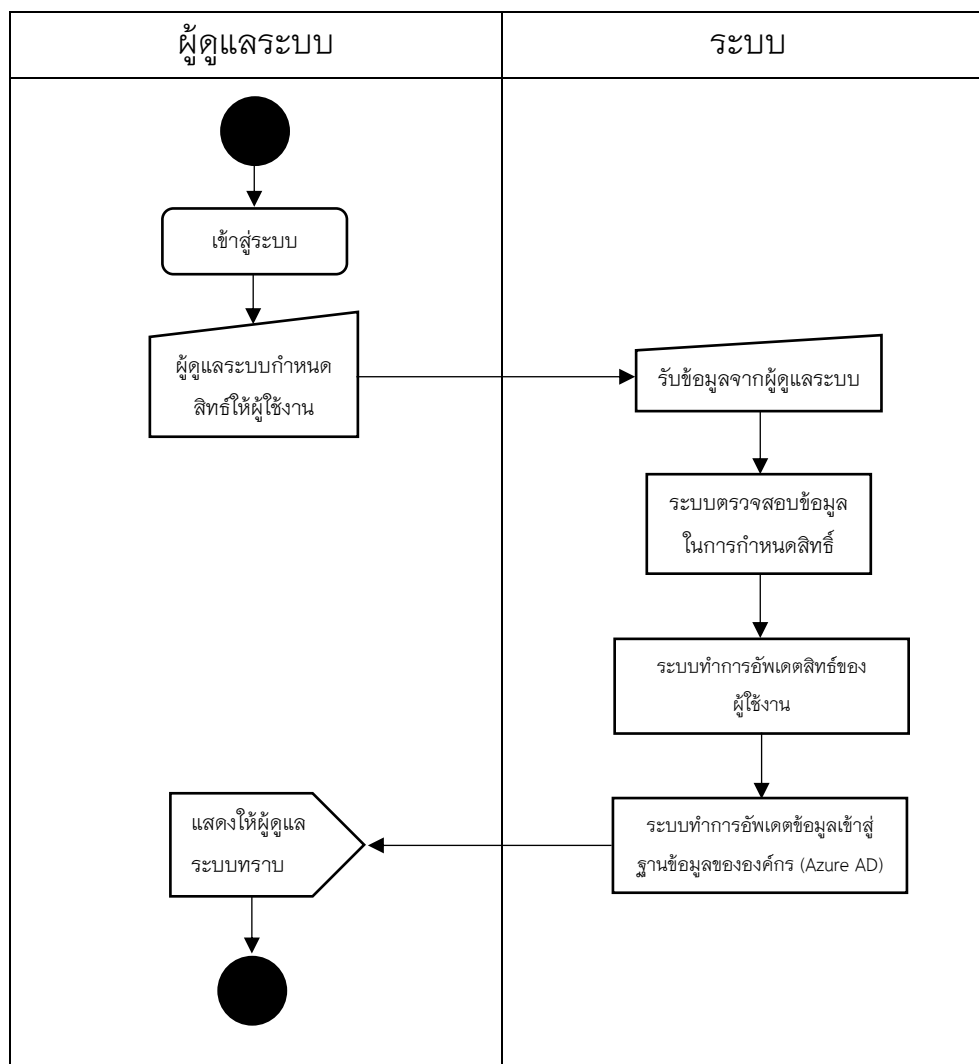 ผู้ดูแลระบบ
ระบบ
เข้าสู่ระบบ
ผู้ดูแลระบบกำหนด
สิทธ์ให้ผู้ใช้งาน
รับข้อมูลจากผู้ดูแลระบบ
ระบบตรวจสอบข้อมูล
ในการกำหนดสิทธิ์
ระบบทำการอัพเดตสิทธ์ของ
ผู้ใช้งาน
ระบบทำการอัพเดตข้อมูลเข้าสู่
ฐานข้อมูลขององค์กร (Azure AD)
แสดงให้ผู้ดูแล
ระบบทราบ